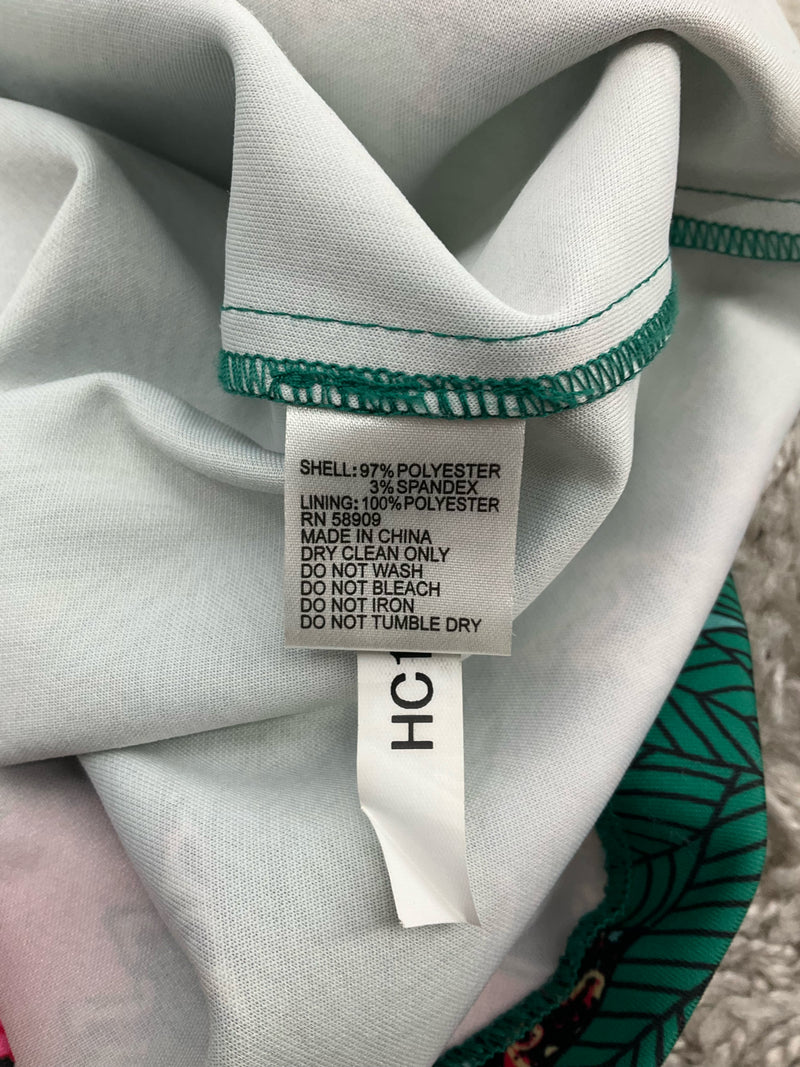 SHELL: 97% POLYESTER
3% SPANDEX
LINING: 100% POLYESTER
RN 58909
MADE IN CHINA
DRY CLEAN ONLY
DO NOT WASH
DO NOT BLEACH
DO NOT IRON
DO NOT TUMBLE DRY
HC1